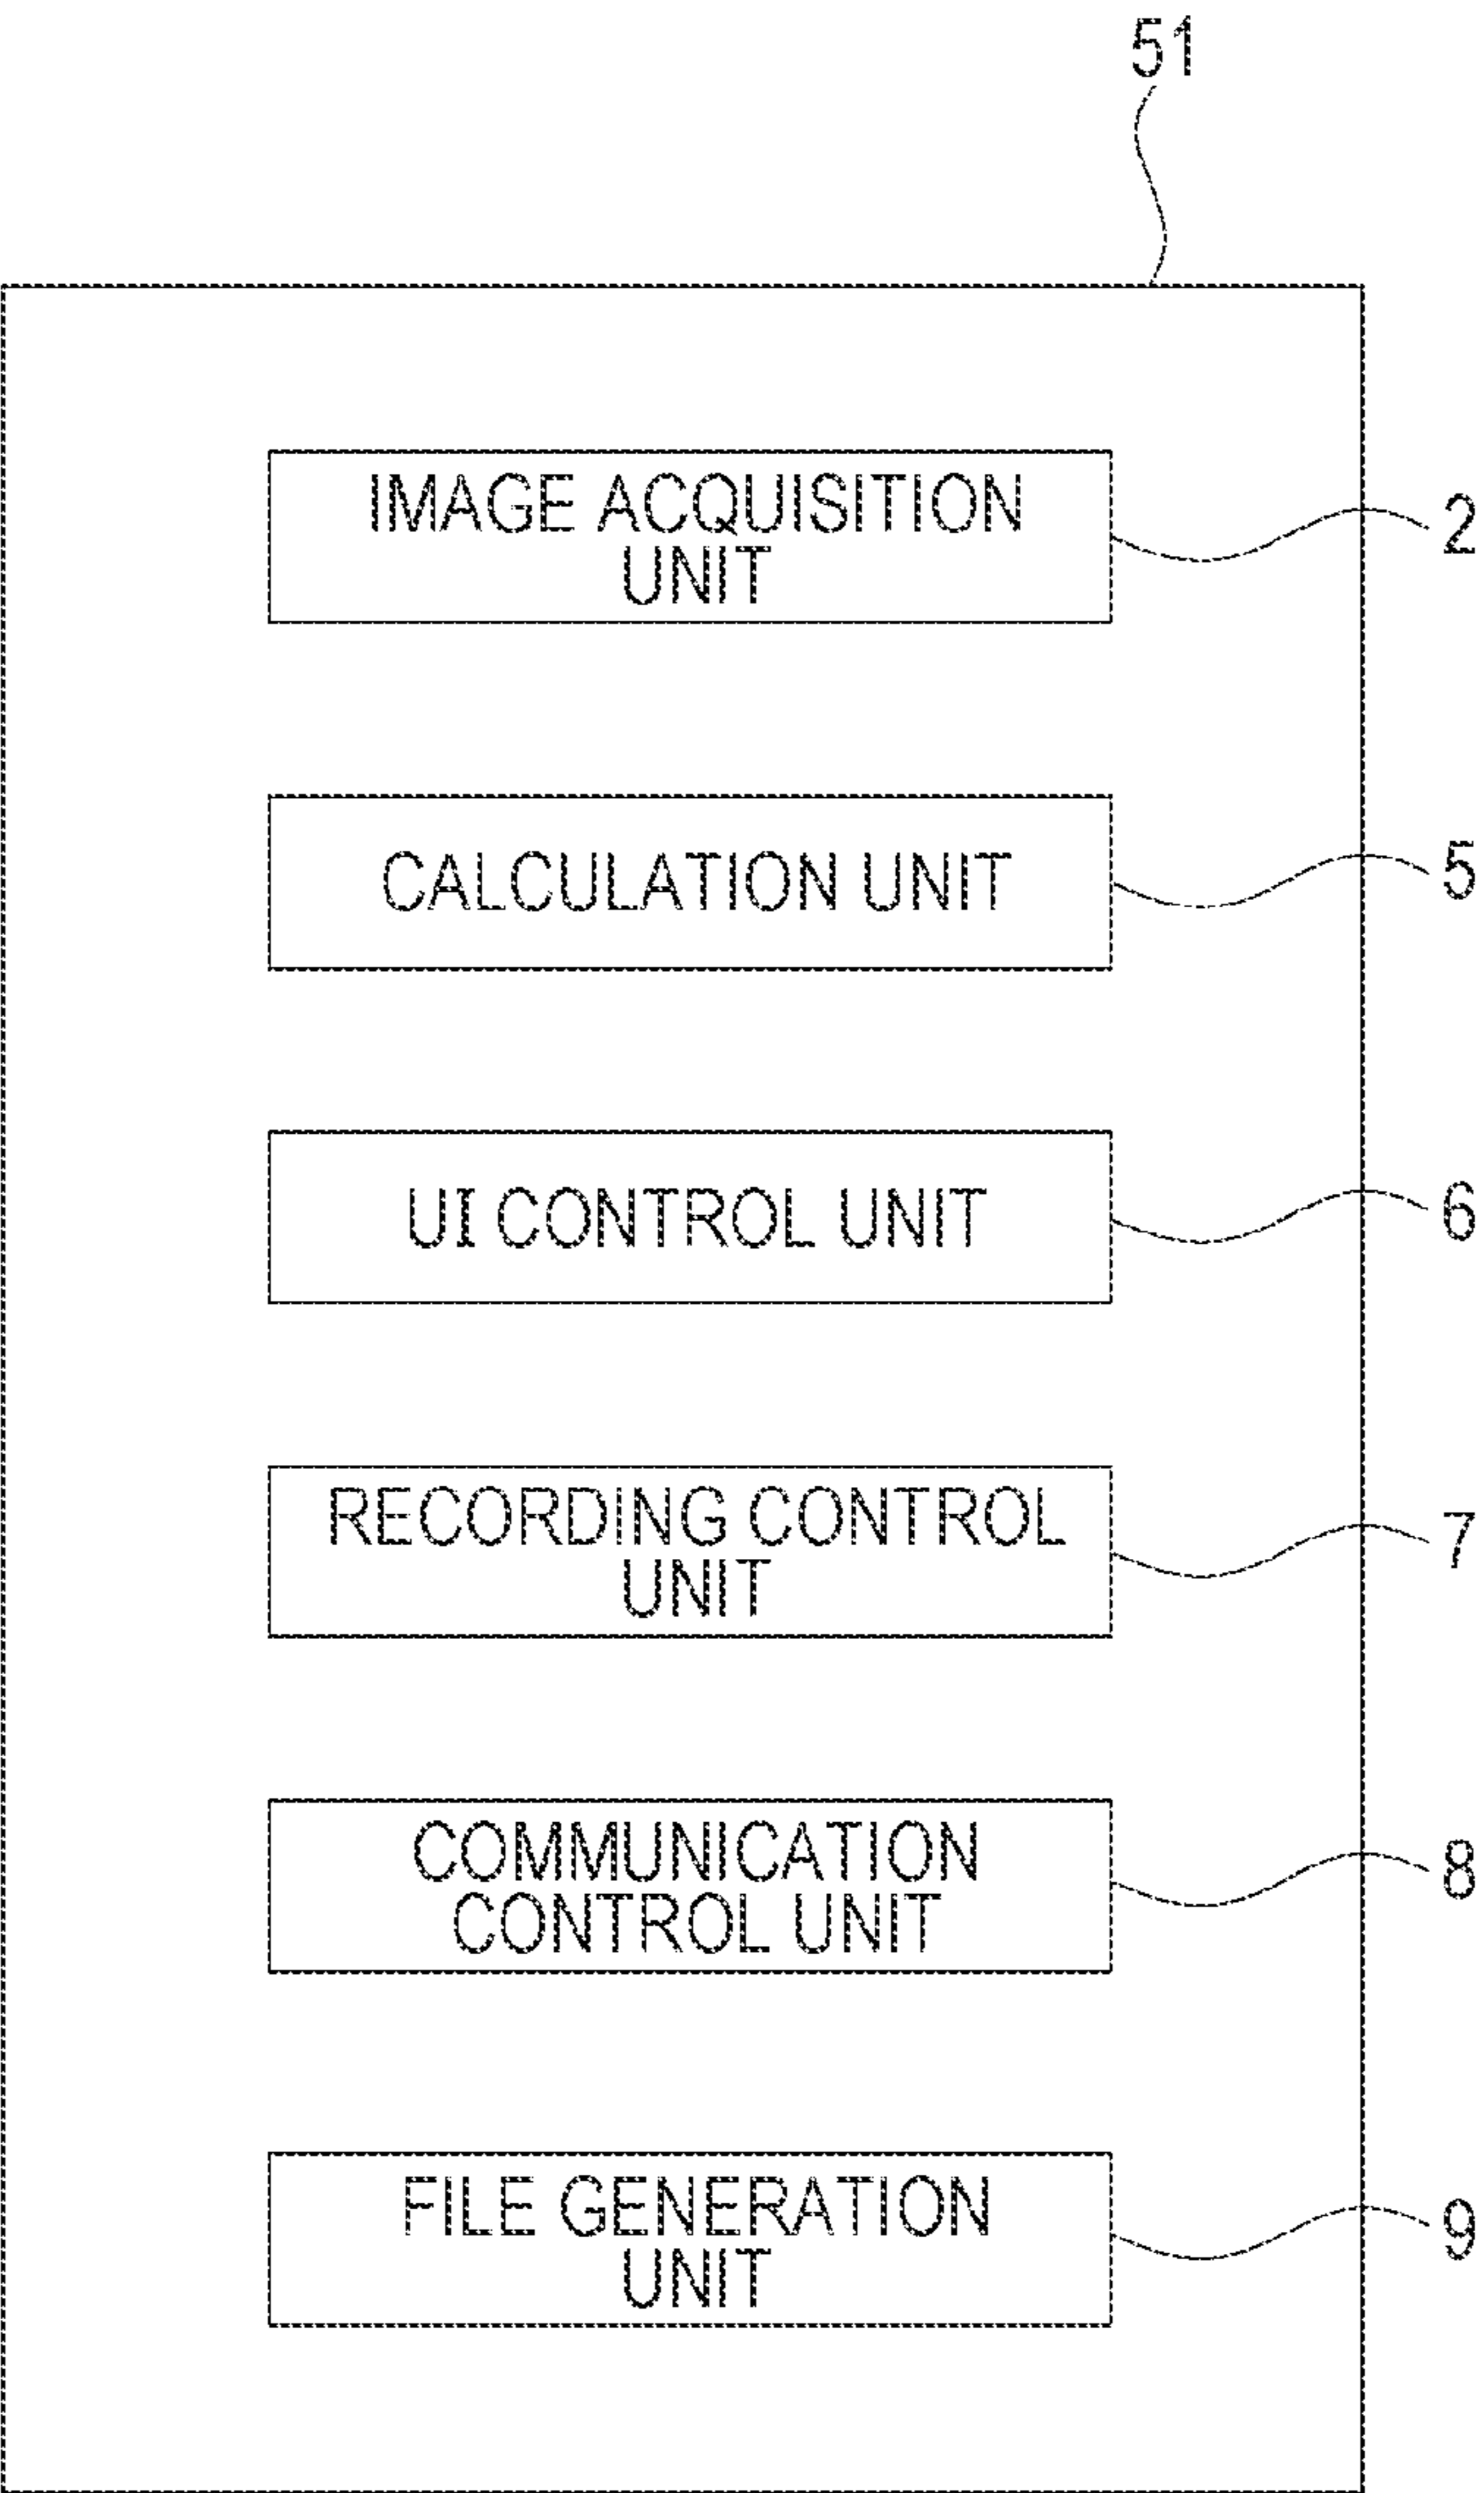 51
IMAGE ACQUISITION
UNIT
2
CALCULATION UNIT
5
UI CONTROL UNIT
6
RECORDING CONTROL
UNIT
7
COMMUNICATION
CONTROL UNIT
8
FILE GENERATION
UNIT
9